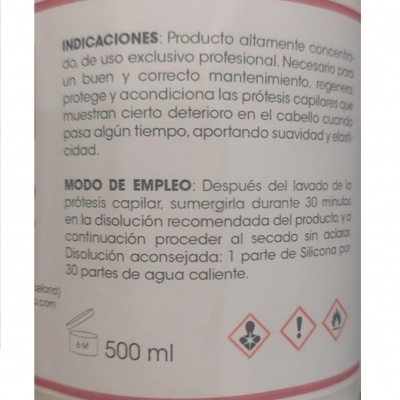 INDICACIONES: Producto altamente concentra-
do, de uso exclusivo profesional. Necesario para
un buen y correcto mantenimiento, regenera,
protege y acondiciona las prótesis capilares que
muestran cierto deterioro en el cabello cuando
pasa algún tiempo, aportando suavidad y elasti-
cidad.
MODO DE EMPLEO: Después del lavado de la
prótesis capilar, sumergirla durante 30 minutos
en la disolución recomendada del producto, y a
continuación proceder al secado sin aclarar.
Disolución aconsejada: 1 parte de Silicona por
30 partes de agua caliente.
celona)
o.com
6M
500 ml